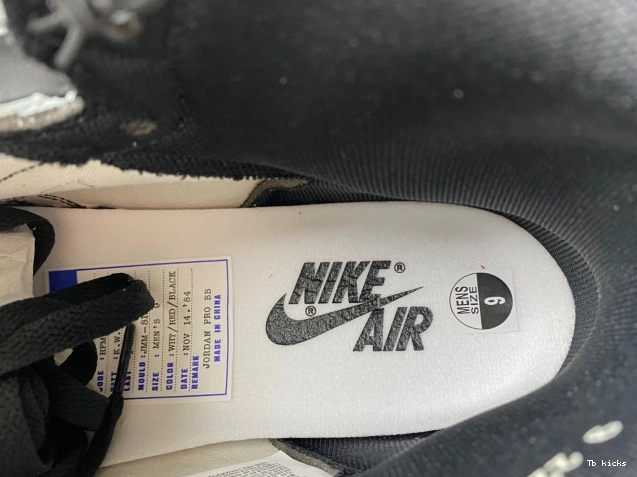 NIKE®
®
AIR
MENS
SIZE
9
MOULD : JMM-
SIZE : MEN'S 9
COLOR : WHT/RED/BLACK
DATE : NOV 14.'84
REMARK
JORDAN PRO BB
MADE IN CHINA
Tb kicks